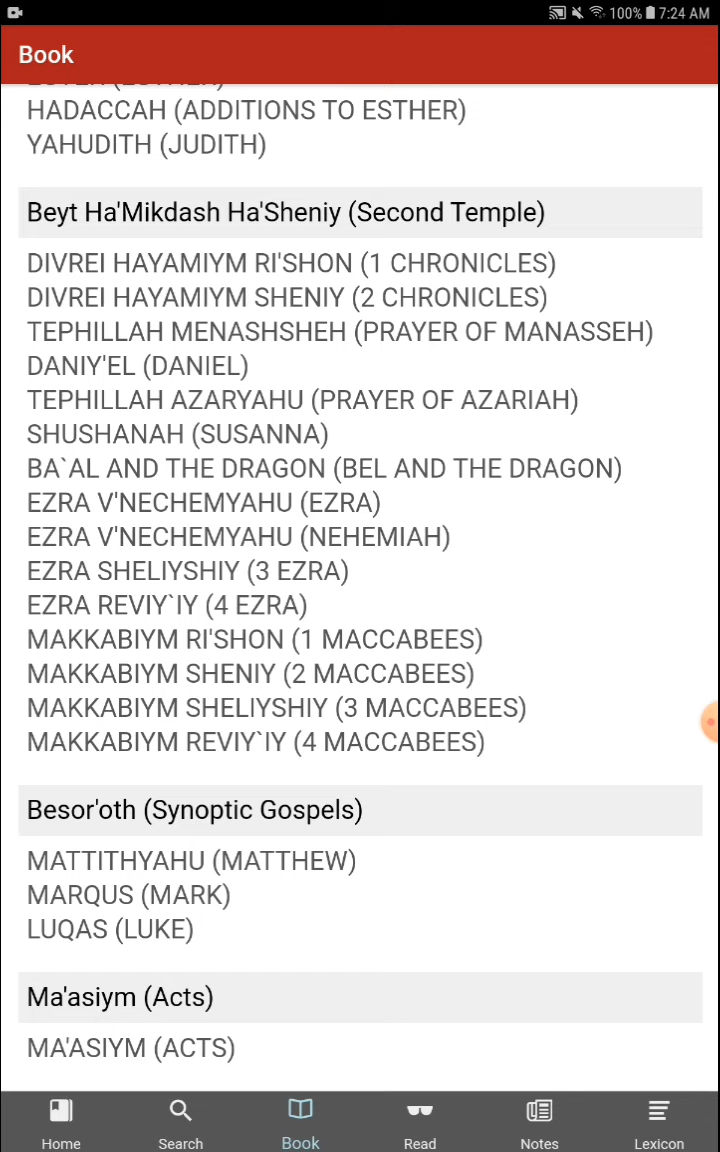 100% 7:24 AM
Book
HADACCAH (ADDITIONS TO ESTHER)
YAHUDITH (JUDITH)
Beyt Ha'Mikdash Ha'Sheniy (Second Temple)
DIVREI HAYAMIYM RI'SHON (1 CHRONICLES)
DIVREI HAYAMIYM SHENIY (2 CHRONICLES)
TEPHILLAH MENASHSHEH (PRAYER OF MANASSEH)
DANIY'EL (DANIEL)
TEPHILLAH AZARYAHU (PRAYER OF AZARIAH)
SHUSHANAH (SUSANNA)
BA`AL AND THE DRAGON (BEL AND THE DRAGON)
EZRA V'NECHEMYAHU (EZRA)
EZRA V'NECHEMYAHU (NEHEMIAH)
EZRA SHELIYSHIY (3 EZRA)
EZRA REVIY`IY (4 EZRA)
MAKKABIYM RI'SHON (1 MACCABEES)
MAKKABIYM SHENIY (2 MACCABEES)
MAKKABIYM SHELIYSHIY (3 MACCABEES)
MAKKABIYM REVIY`IY (4 MACCABEES)
Besor'oth (Synoptic Gospels)
MATTITHYAHU (MATTHEW)
MARQUS (MARK)
LUQAS (LUKE)
Ma'asiym (Acts)
MA'ASIYM (ACTS)
Home Search Book Read Notes Lexicon